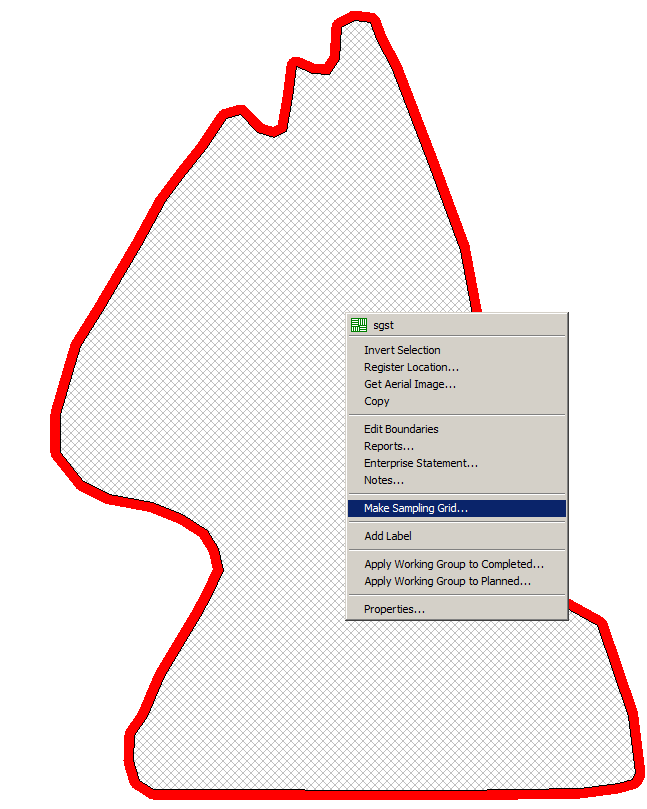 sgst
Invert Selection
Register Location...
Get Aerial Image...
Copy
Edit Boundaries
Reports...
Enterprise Statement...
Notes...
Make Sampling Grid...
Add Label
Apply Working Group to Completed...
Apply Working Group to Planned...
Properties...